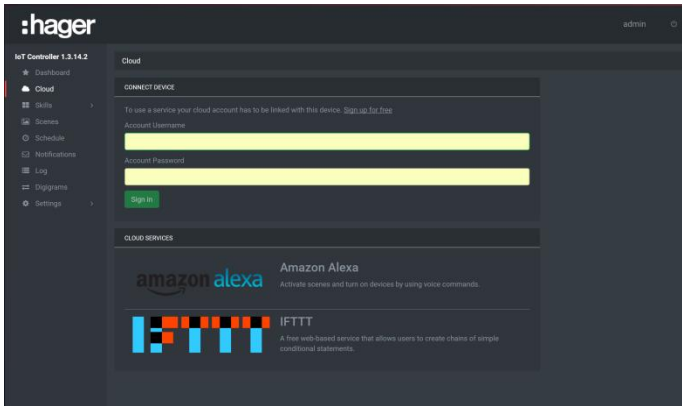 :hager
admin
IoT Controller 1.3.14.2
Dashboard
Cloud
Skills
Scenes
Schedule
Notifications
Log
Digigrams
Settings
Cloud
CONNECT DEVICE
To use a service your cloud account has to be linked with this device. Sign up for free
Account Username
Account Password
Sign In
CLOUD SERVICES
amazon alexa
Amazon Alexa
Activate scenes and turn on devices by using voice commands.
IFTTT
IFTTT
A free web-based service that allows users to create chains of simple
conditional statements.